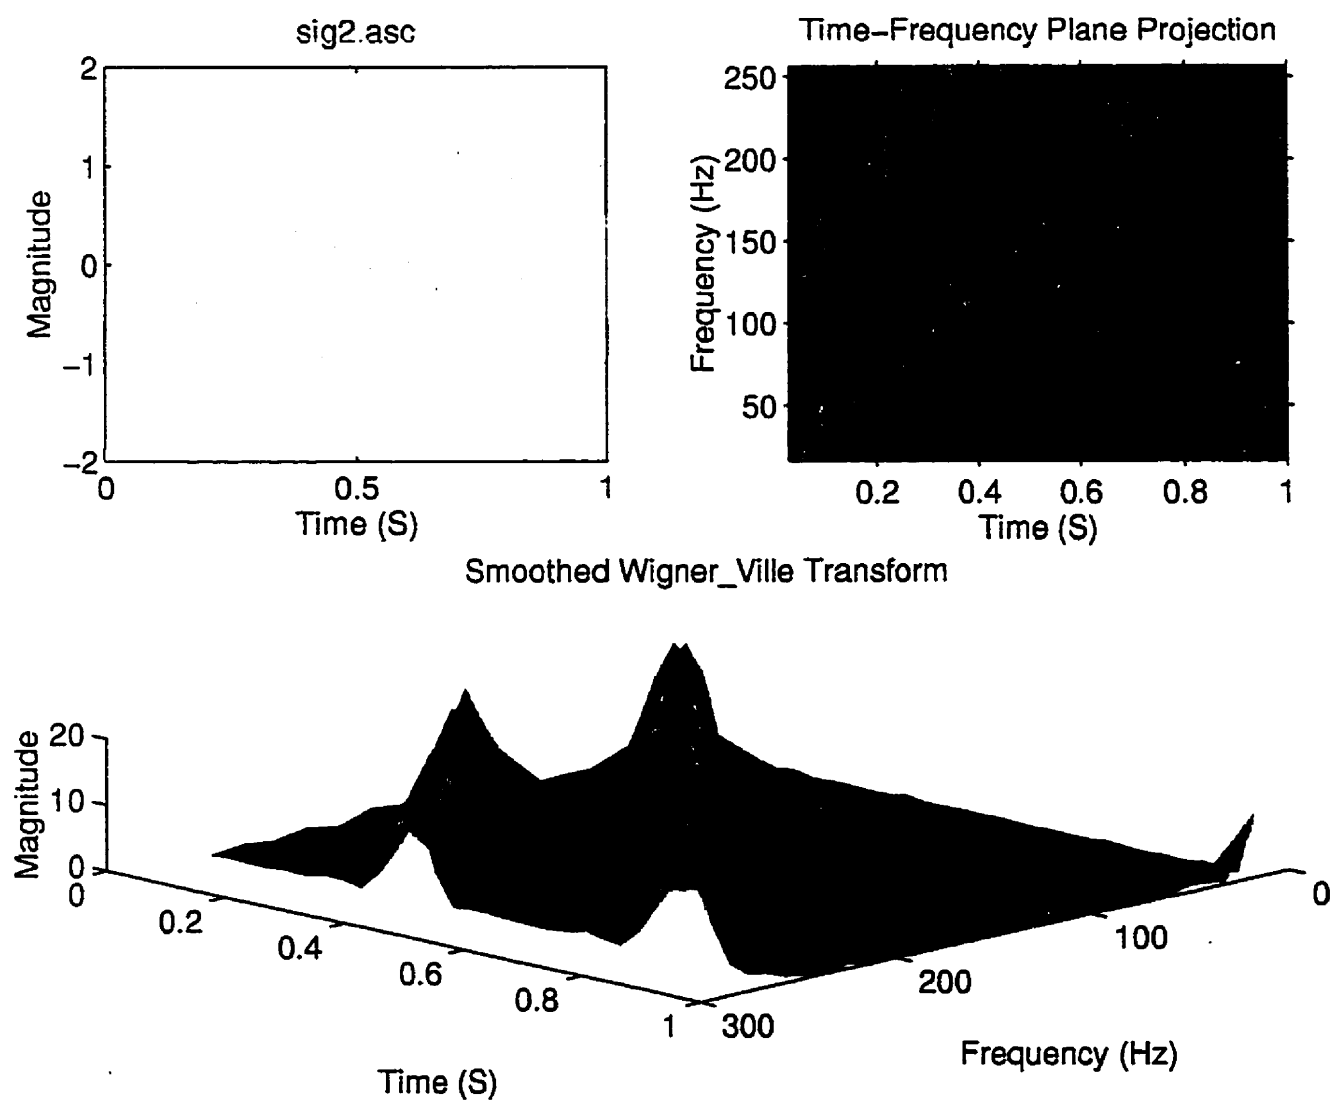 sig2.asc
2
1
0
−1
−2
Magnitude
0 0.5 1
Time (S)
Time−Frequency Plane Projection
250
200
150
100
50
Frequency (Hz)
0.2 0.4 0.6 0.8 1
Time (S)
Smoothed Wigner_Ville Transform
20
10
0
Magnitude
0
0.2
0.4
0.6
0.8
1
Time (S)
300
200
100
0
Frequency (Hz)